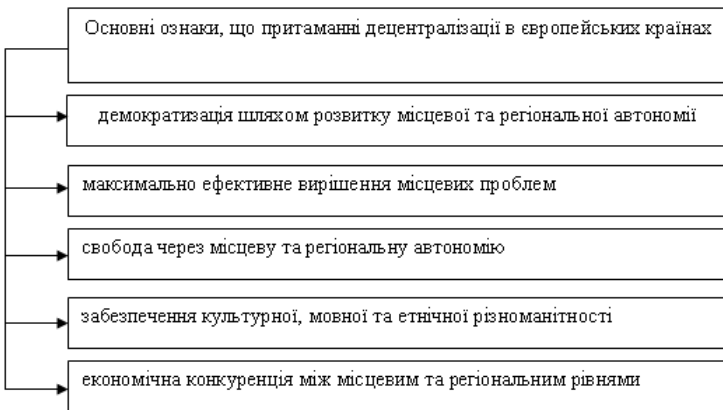 Основні ознаки, що притаманні децентралізації в європейських країнах
демократизація шляхом розвитку місцевої та регіональної автономії
максимально ефективне вирішення місцевих проблем
свобода через місцеву та регіональну автономію
забезпечення культурної, мовної та етнічної різноманітності
економічна конкуренція між місцевим та регіональним рівнями